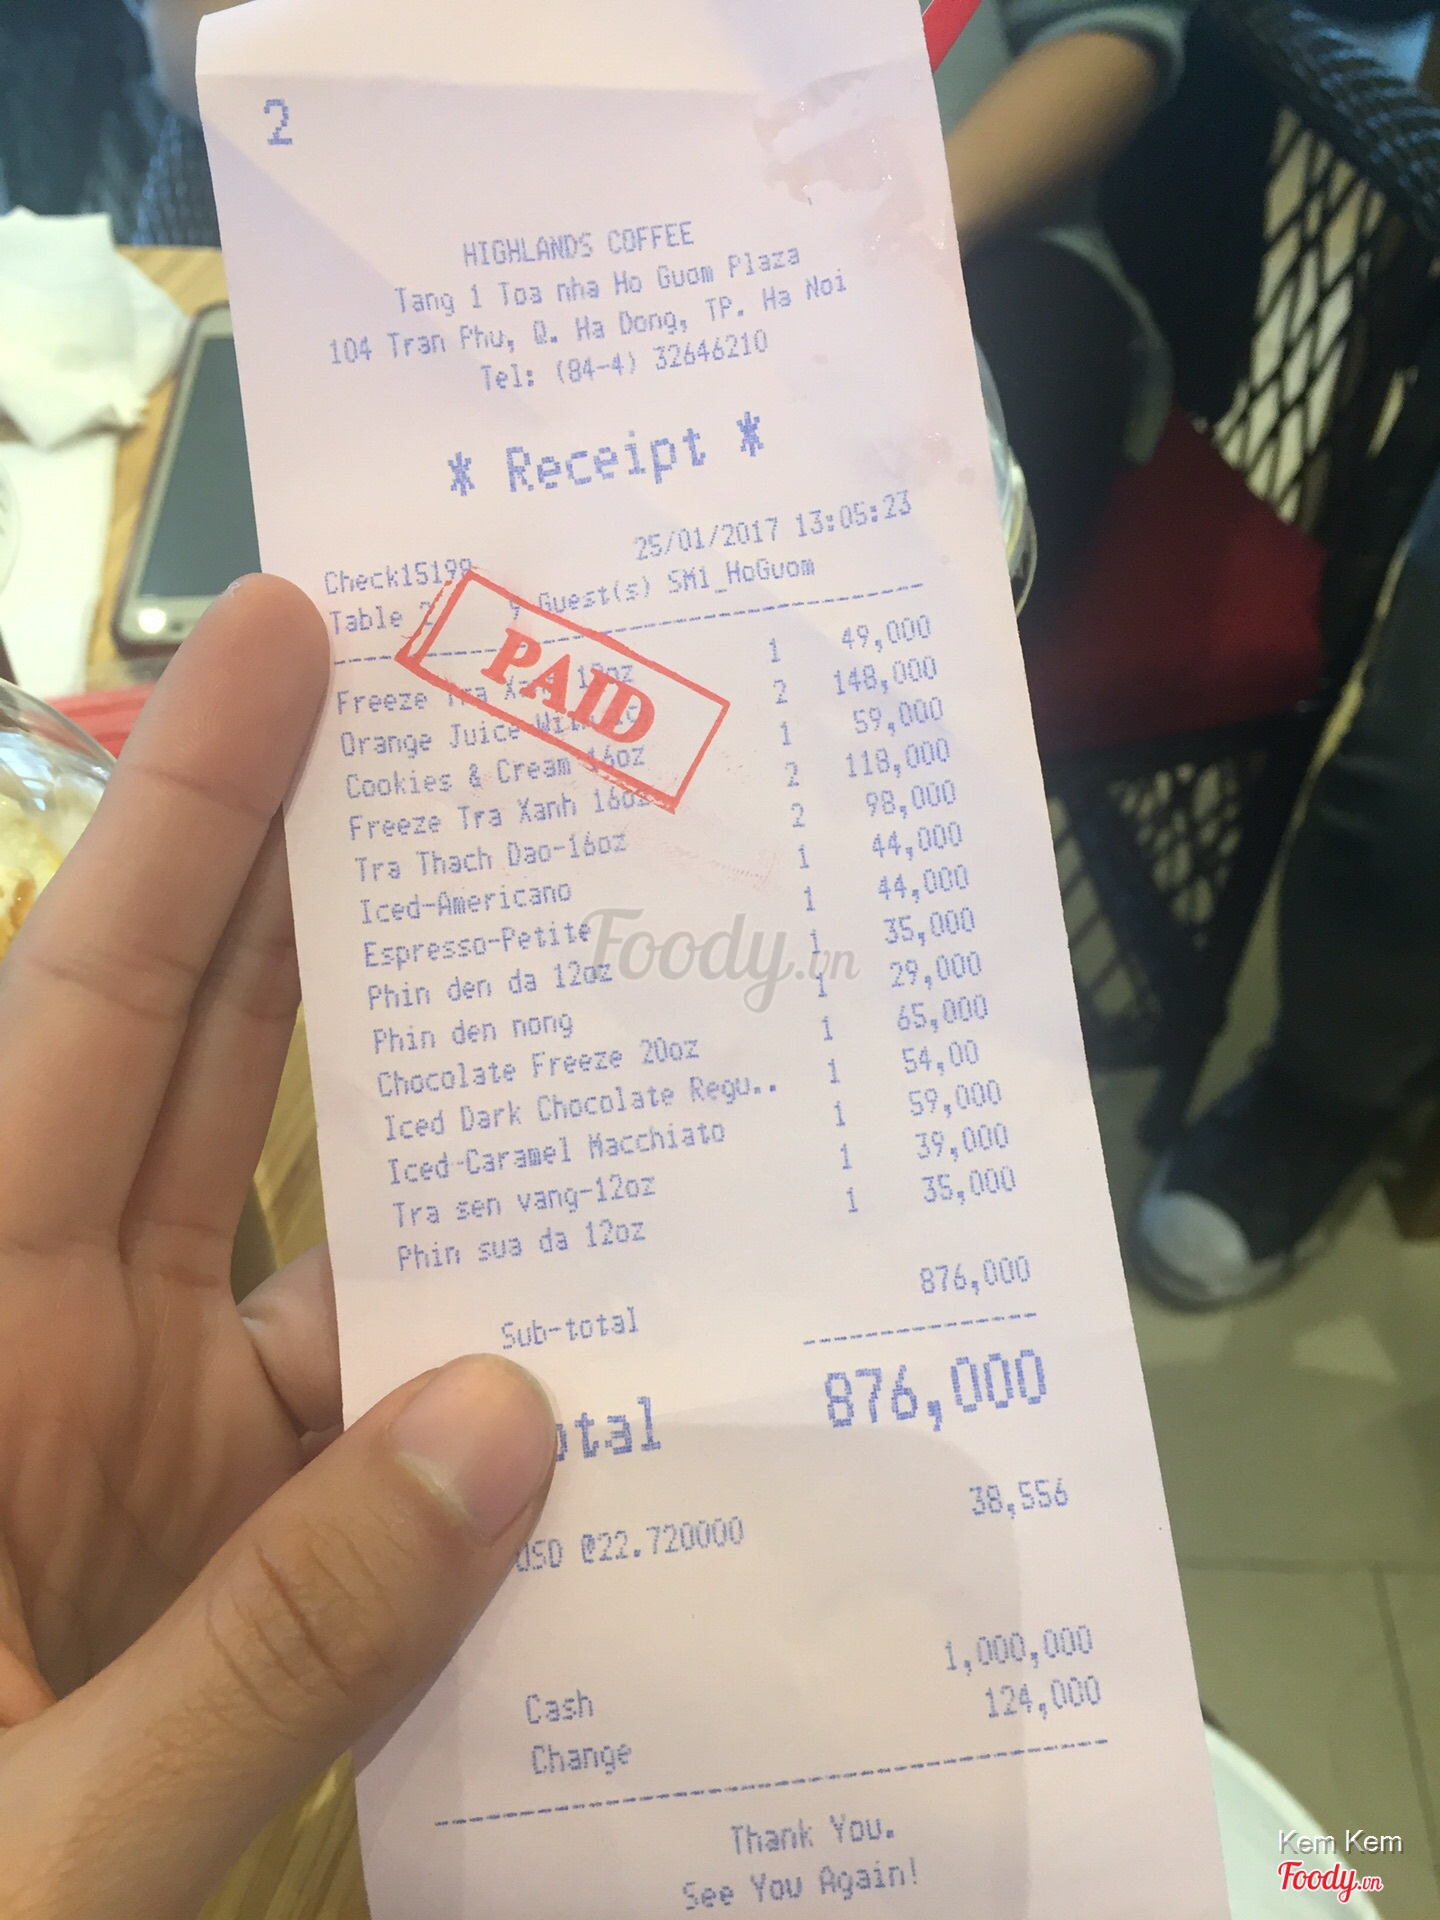 2
HIGHLANDS COFFEE
Tang 1 Toa nha Ho Guom Plaza
104 Tran Phu, Q. Ha Dong, TP. Ha Noi
Tel: (84-4) 32646210
* Receipt *
25/01/2017 13:05:23
Check15199
Table 2 9 Guest(s) SM1_HoGuom
PAID
Freeze Tra Xanh 12oz 1 49,000
Orange Juice 2 148,000
Cookies & Cream 16oz 1 59,000
Freeze Tra Xanh 16oz 2 118,000
Tra Thach Dao-16oz 2 98,000
Iced-Americano 1 44,000
Espresso-Petite 1 44,000
Phin den da 12oz 1 35,000
Phin den nong 1 29,000
Chocolate Freeze 20oz 1 65,000
Iced Dark Chocolate Regu.. 1 54,00
Iced-Caramel Macchiato 1 59,000
Tra sen vang-12oz 1 39,000
Phin sua da 12oz 1 35,000
Sub-total 876,000
otal 876,000
USD @22.720000 38,556
Cash 1,000,000
Change 124,000
Thank You.
See You Again!
Foody.vn
Kem Kem
Foody.vn